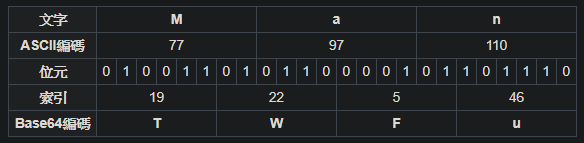 文字 M a n
ASCII編碼 77 97 110
位元 0 1 0 0 1 1 0 1 0 1 1 0 0 0 0 1 0 1 1 0 1 1 1 0
索引 19 22 5 46
Base64編碼 T W F u